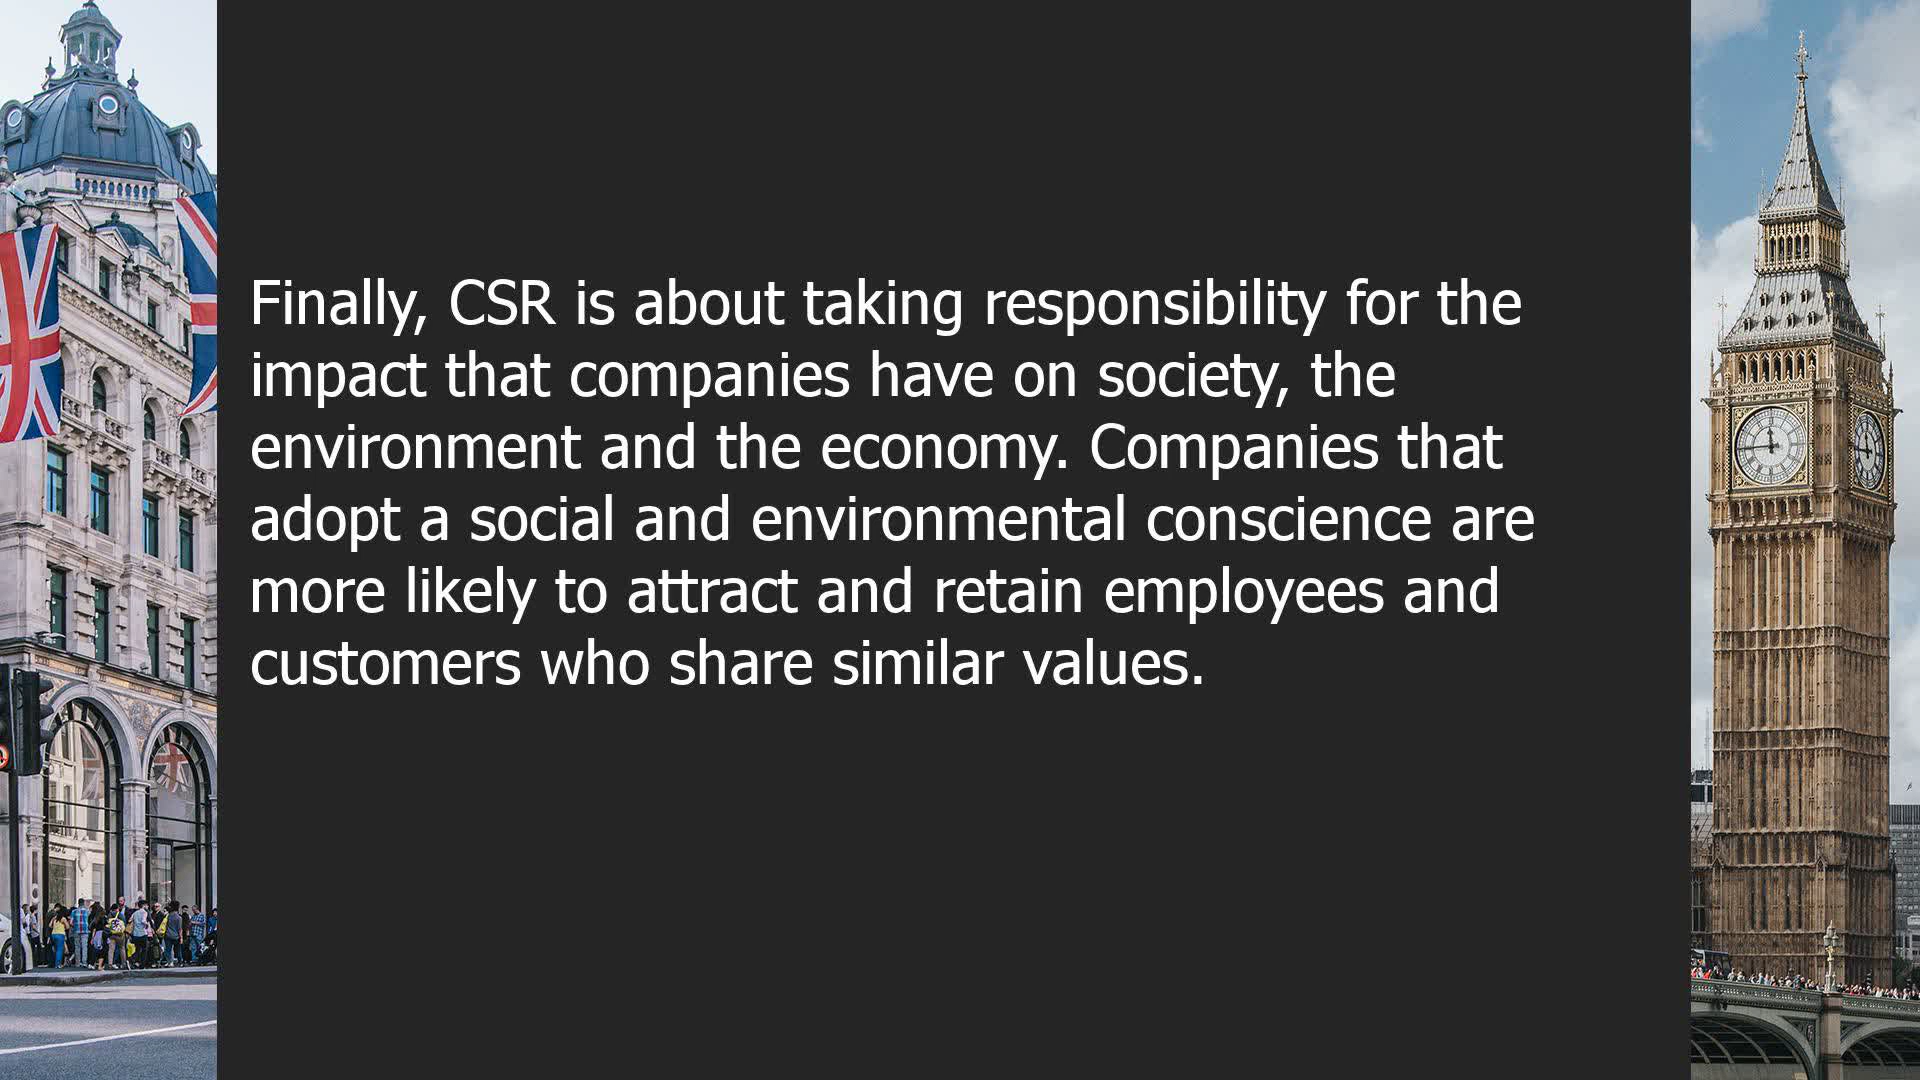 Finally, CSR is about taking responsibility for the
impact that companies have on society, the
environment and the economy. Companies that
adopt a social and environmental conscience are
more likely to attract and retain employees and
customers who share similar values.